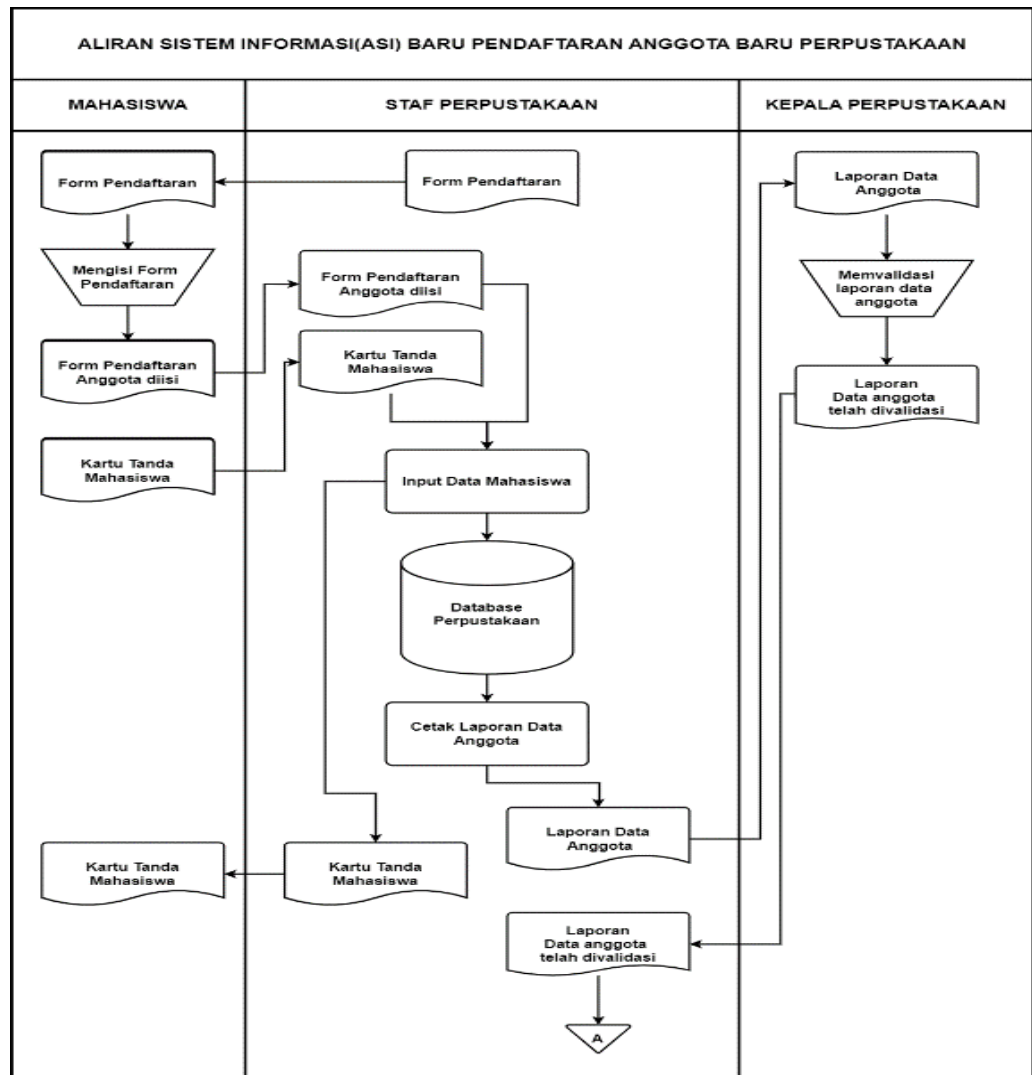 ALIRAN SISTEM INFORMASI(ASI) BARU PENDAFTARAN ANGGOTA BARU PERPUSTAKAAN
MAHASISWA
STAF PERPUSTAKAAN
KEPALA PERPUSTAKAAN
Form Pendaftaran
Form Pendaftaran
Laporan Data
Anggota
Mengisi Form
Pendaftaran
Form Pendaftaran
Anggota diisi
Memvalidasi
laporan data
anggota
Form Pendaftaran
Anggota diisi
Kartu Tanda
Mahasiswa
Laporan
Data anggota
telah divalidasi
Kartu Tanda
Mahasiswa
Input Data Mahasiswa
Database
Perpustakaan
Cetak Laporan Data
Anggota
Laporan Data
Anggota
Kartu Tanda
Mahasiswa
Kartu Tanda
Mahasiswa
Laporan
Data anggota
telah divalidasi
A